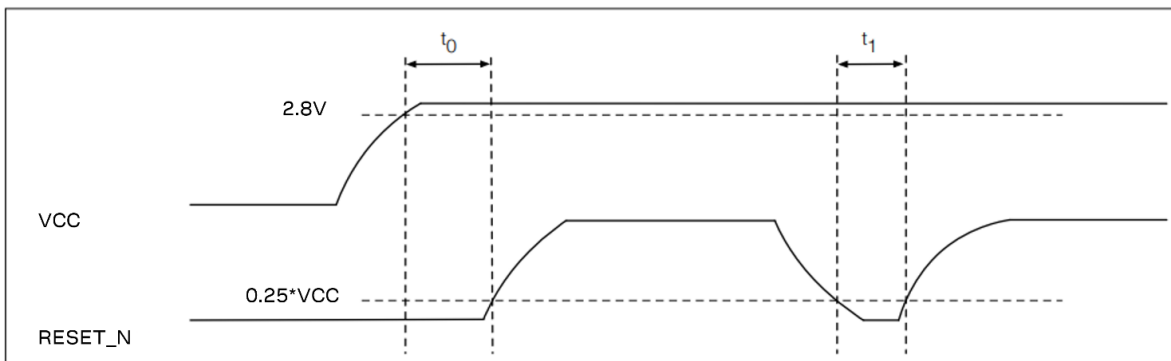 t0
t1
2.8V
VCC
0.25*VCC
RESET_N